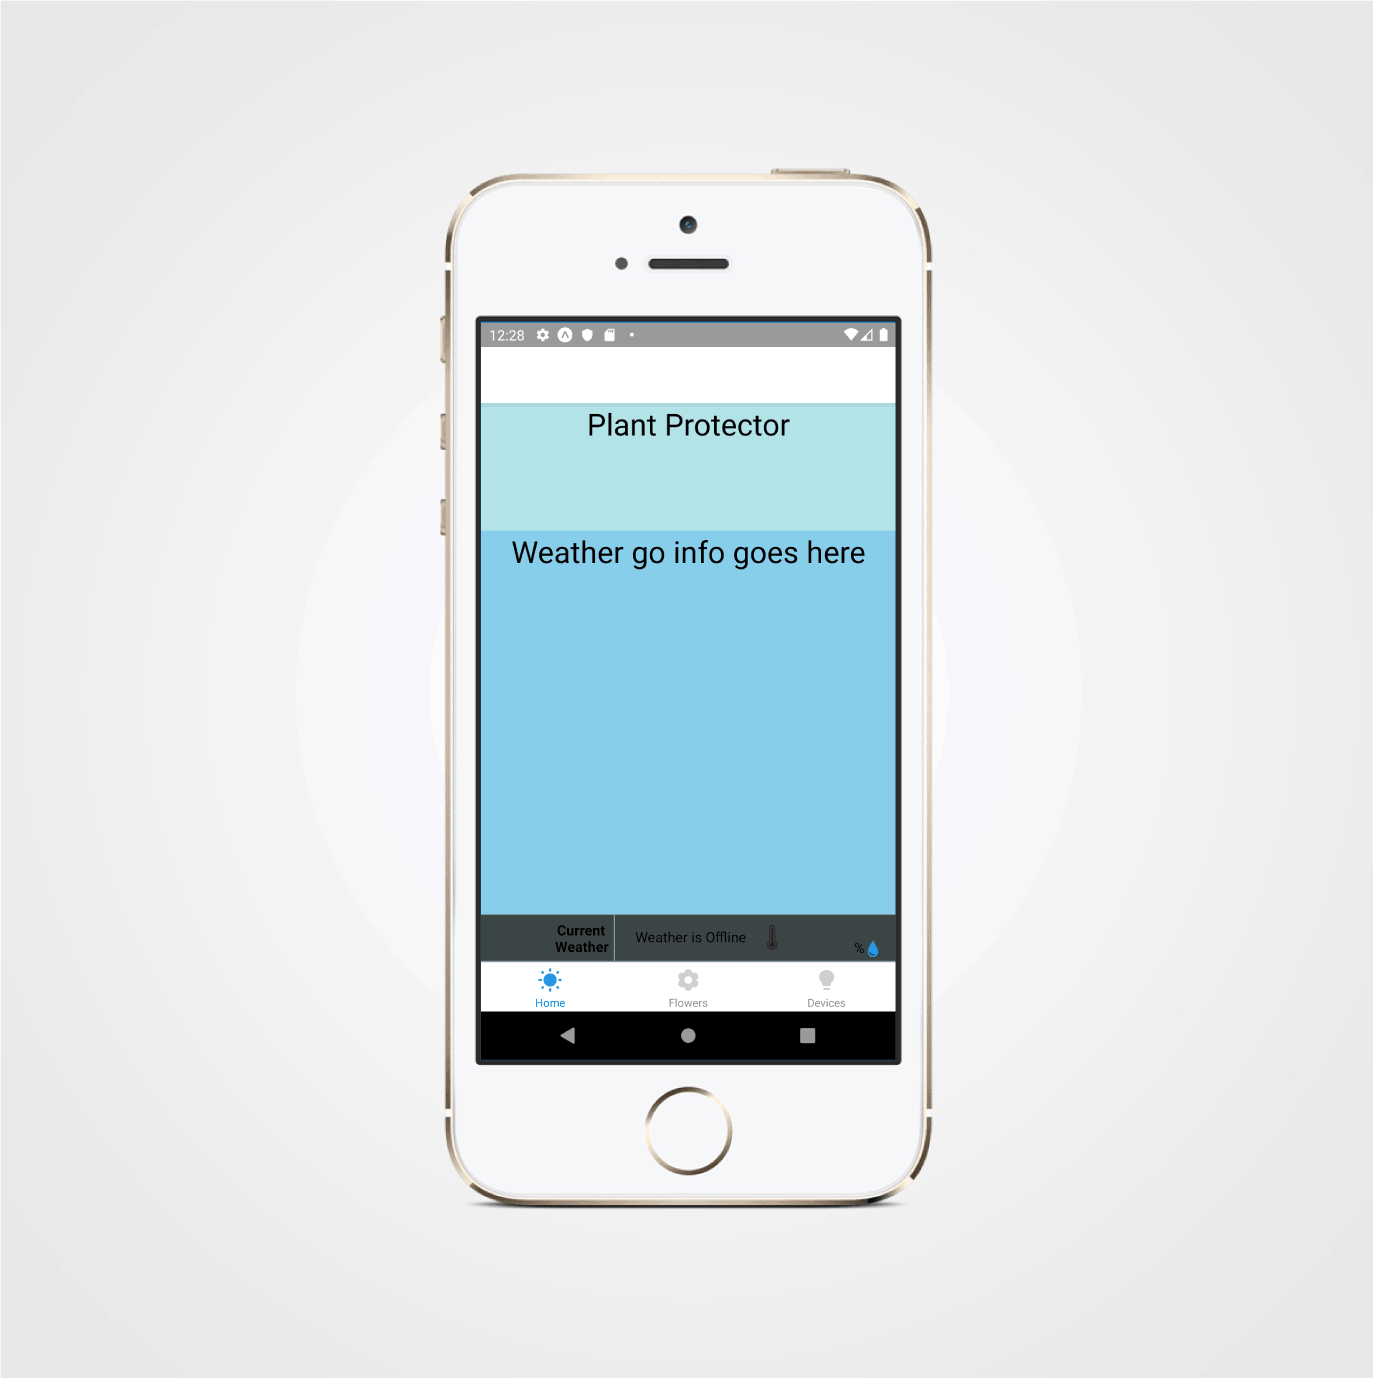 12:28
Plant Protector
Weather go info goes here
Current
Weather
Weather is Offline
%
Home
Flowers
Devices